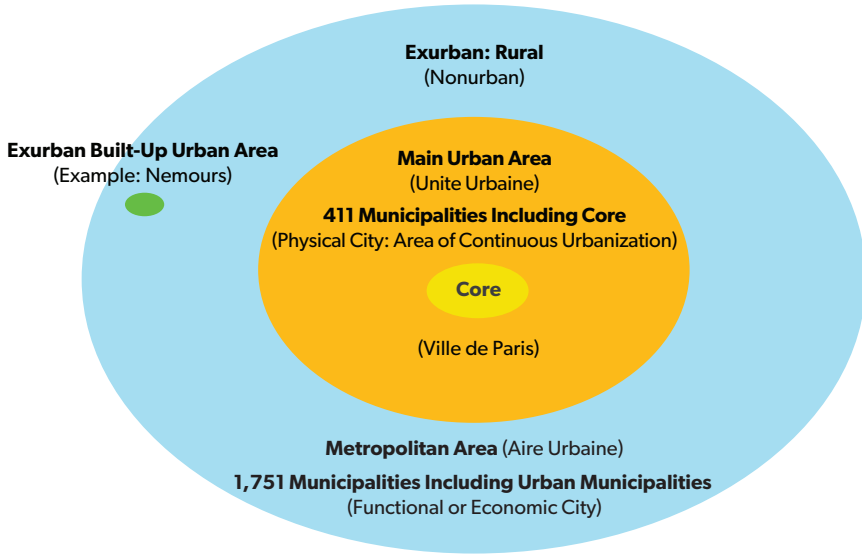 Exurban: Rural
(Nonurban)
Exurban Built-Up Urban Area
(Example: Nemours)
Main Urban Area
(Unite Urbaine)
411 Municipalities Including Core
(Physical City: Area of Continuous Urbanization)
Core
(Ville de Paris)
Metropolitan Area (Aire Urbaine)
1,751 Municipalities Including Urban Municipalities
(Functional or Economic City)